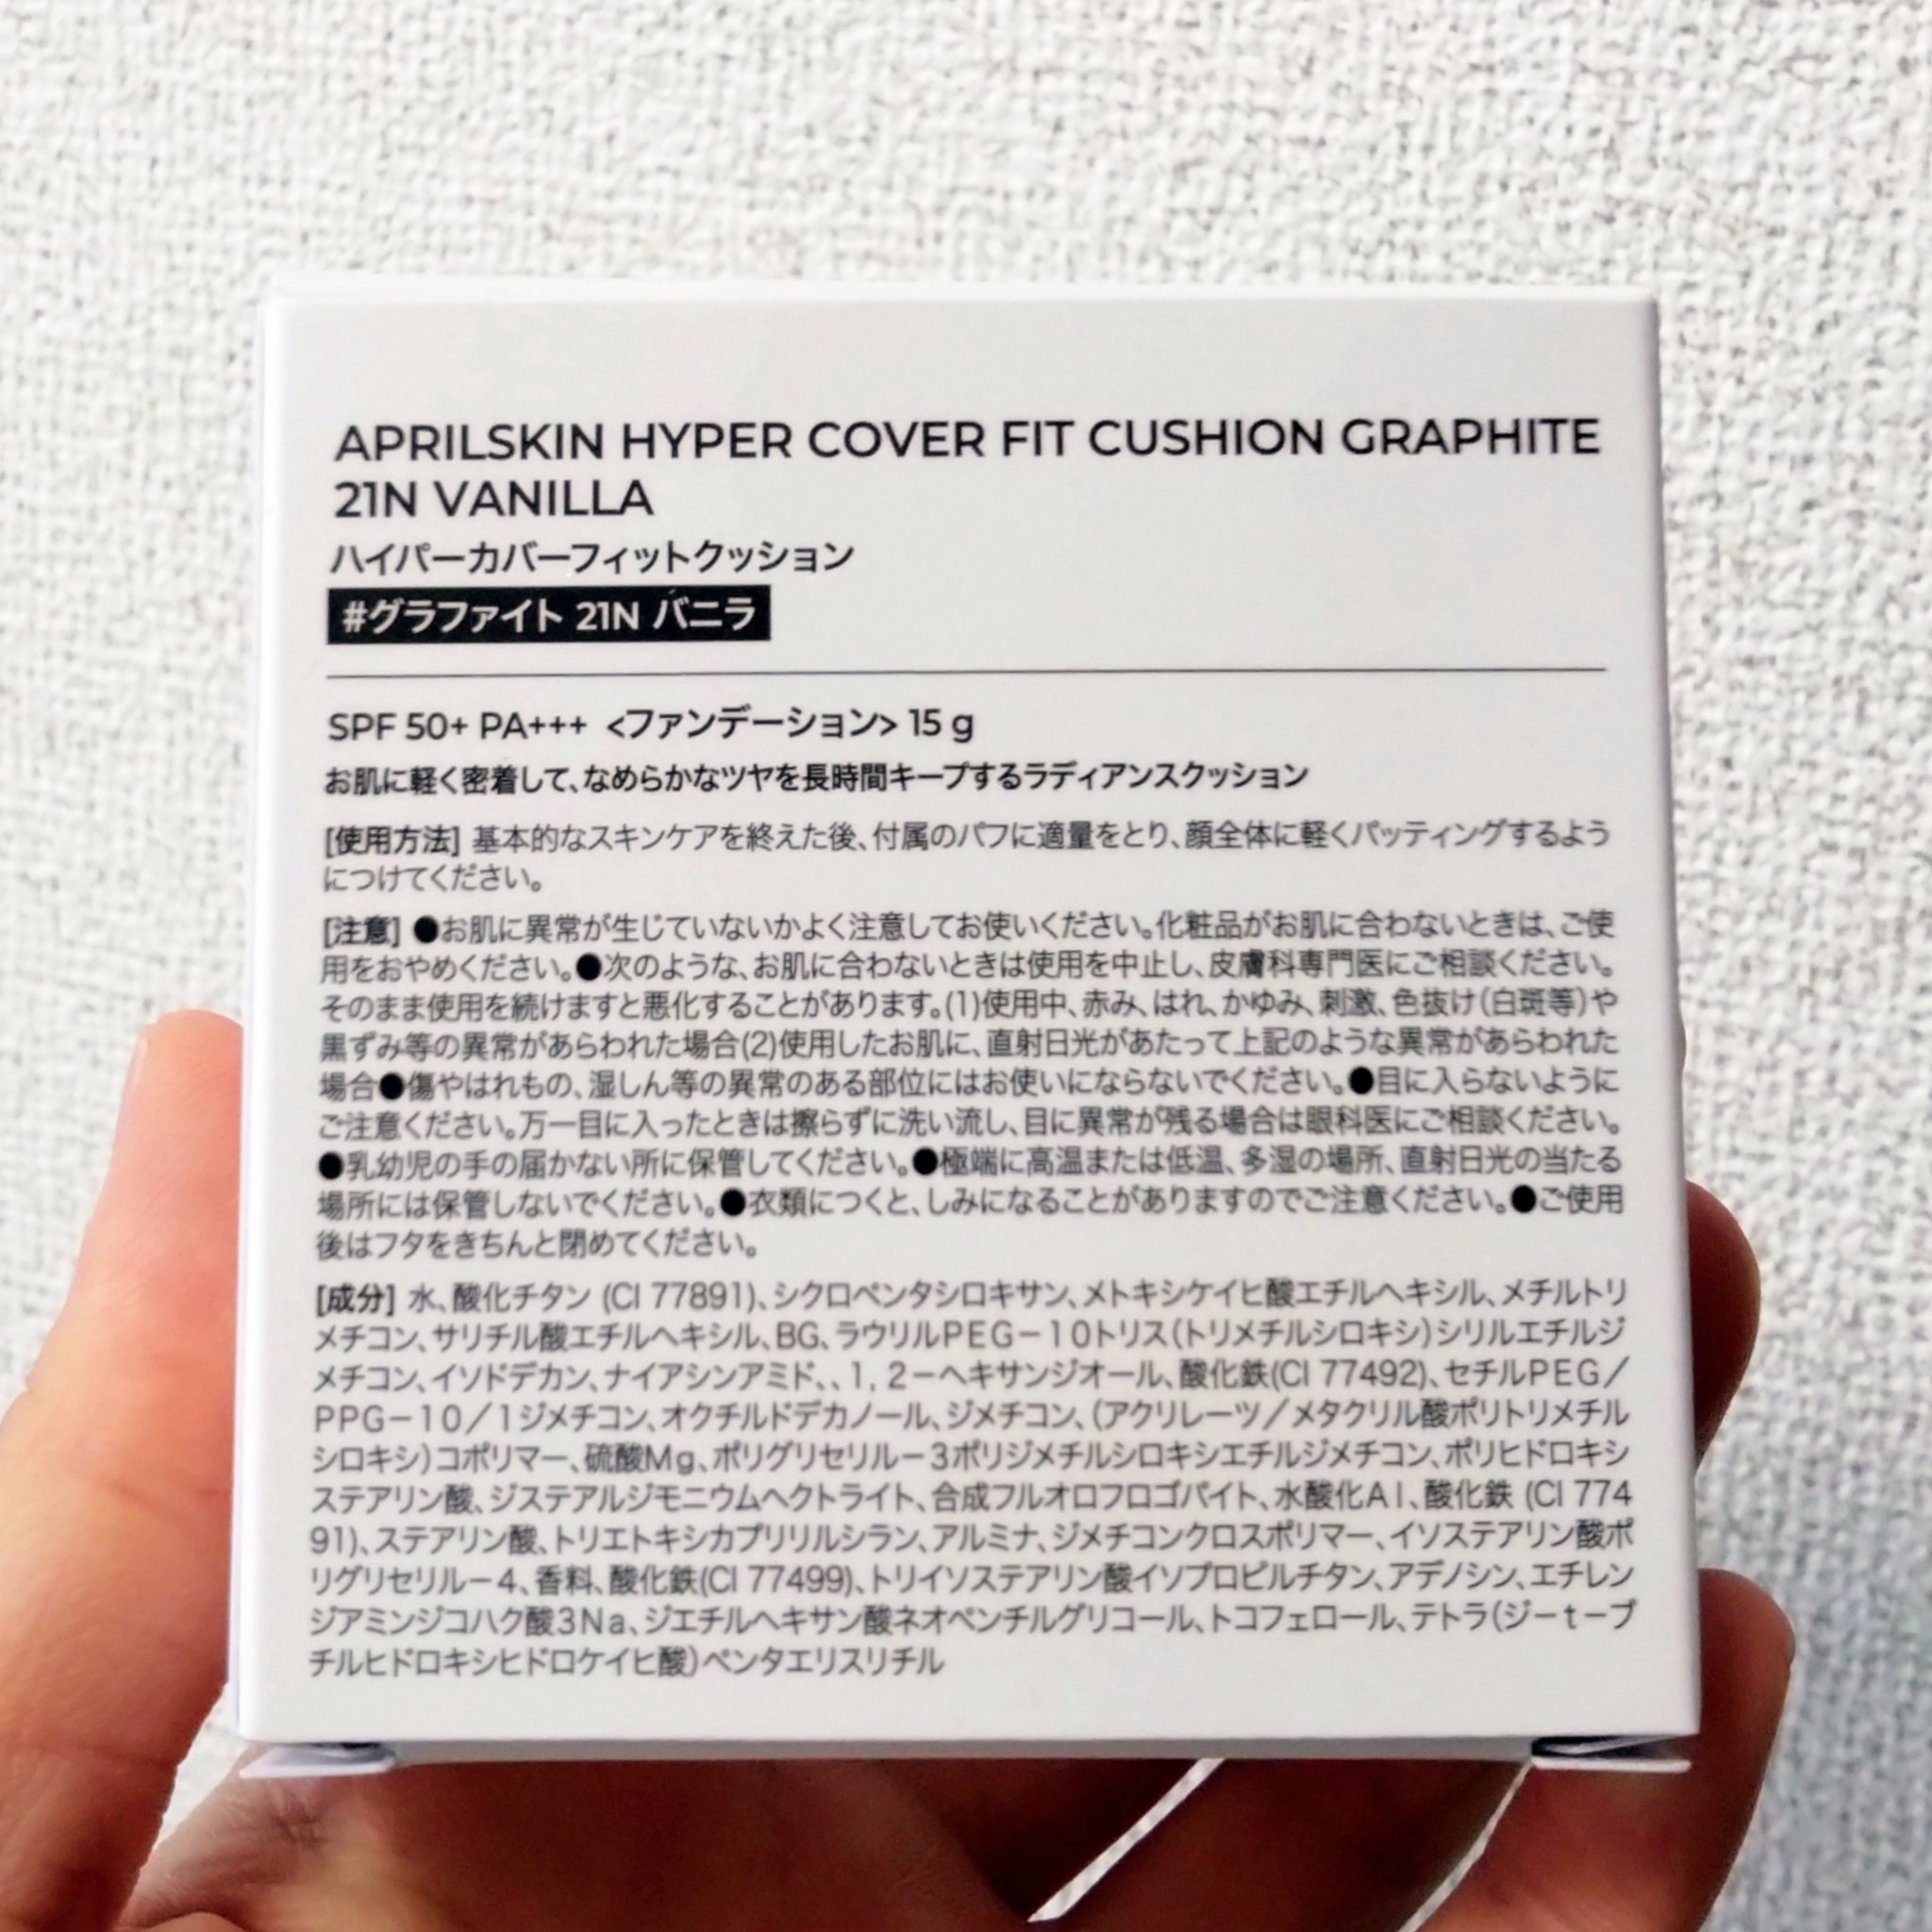 APRILSKIN HYPER COVER FIT CUSHION GRAPHITE
21N VANILLA
ハイパーカバーフィットクッション
#グラファイト 21N バニラ
SPF 50+ PA+++ <ファンデーション> 15 g
お肌に軽く密着して、なめらかなツヤを長時間キープするラディアンスクッション
[使用方法] 基本的なスキンケアを終えた後、付属のパフに適量をとり、顔全体に軽くパッティングするよう
につけてください。
[注意] ●お肌に異常が生じていないかよく注意してお使いください。化粧品がお肌に合わないときは、ご使
用をおやめください。●次のような、お肌に合わないときは使用を中止し、皮膚科専門医にご相談ください。
そのまま使用を続けますと悪化することがあります。(1)使用中、赤み、はれ、かゆみ、刺激、色抜け(白斑等)や
黒ずみ等の異常があらわれた場合(2)使用したお肌に、直射日光があたって上記のような異常があらわれた
場合●傷やはれもの、湿しん等の異常のある部位にはお使いにならないでください。●目に入らないように
ご注意ください。万一目に入ったときは擦らずに洗い流し、目に異常が残る場合は眼科医にご相談ください。
●乳幼児の手の届かない所に保管してください。●極端に高温または低温、多湿の場所、直射日光の当たる
場所には保管しないでください。●衣類につくと、しみになることがありますのでご注意ください。●ご使用
後はフタをきちんと閉めてください。
[成分] 水、酸化チタン (CI 77891)、シクロペンタシロキサン、メトキシケイヒ酸エチルヘキシル、メチルトリ
メチコン、サリチル酸エチルヘキシル、BG、ラウリルPEG－10トリス(トリメチルシロキシ)シリルエチルジ
メチコン、イソドデカン、ナイアシンアミド、、1, 2－ヘキサンジオール、酸化鉄(CI 77492)、セチルPEG/
PPG－10/1ジメチコン、オクチルドデカノール、ジメチコン、(アクリレーツ/メタクリル酸ポリトリメチル
シロキシ)コポリマー、硫酸Mg、ポリグリセリル－3ポリジメチルシロキシエチルジメチコン、ポリヒドロキシ
ステアリン酸、ジステアルジモニウムヘクトライト、合成フルオロフロゴパイト、水酸化Al、酸化鉄 (CI 774
91)、ステアリン酸、トリエトキシカプリリルシラン、アルミナ、ジメチコンクロスポリマー、イソステアリン酸ポ
リグリセリル－4、香料、酸化鉄(CI 77499)、トリイソステアリン酸イソプロピルチタン、アデノシン、エチレン
ジアミンジコハク酸3Na、ジエチルヘキサン酸ネオペンチルグリコール、トコフェロール、テトラ(ジーtーブ
チルヒドロキシヒドロケイヒ酸)ペンタエリスリチル